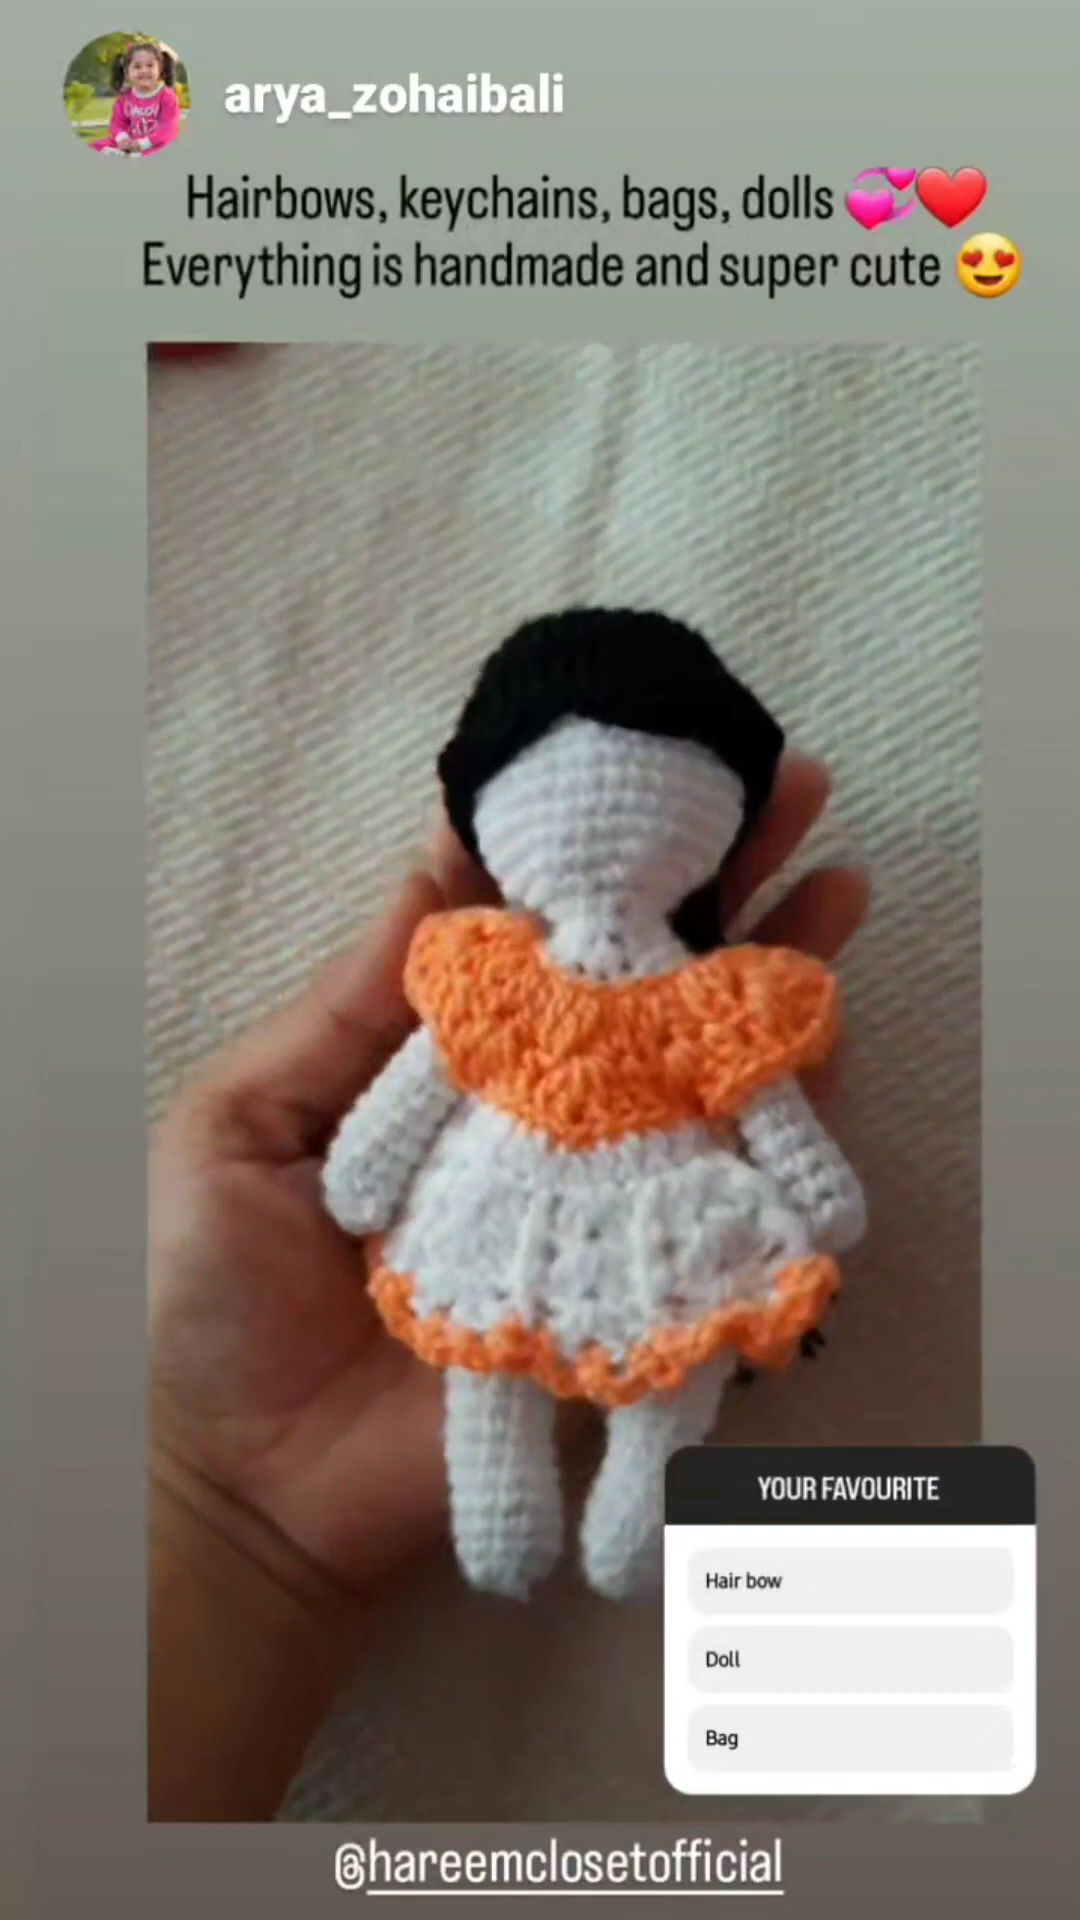 arya_zohaibali
Hairbows, keychains, bags, dolls 💞❤️
Everything is handmade and super cute 😍
YOUR FAVOURITE
Hair bow
Doll
Bag
@hareemclosetofficial